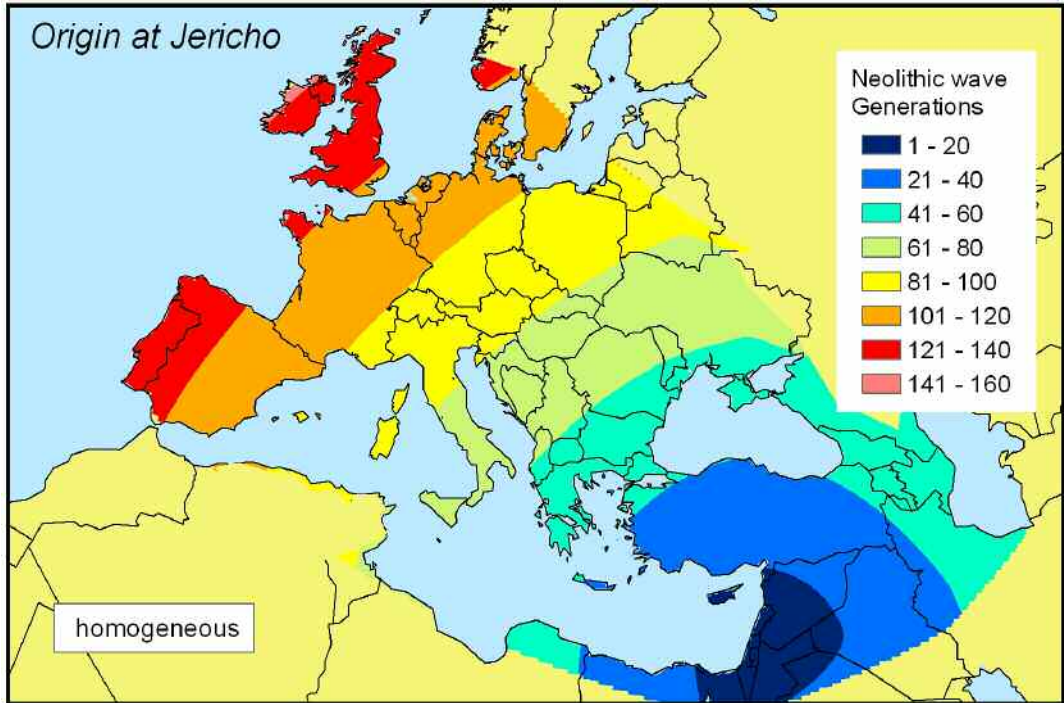 Origin at Jericho
Neolithic wave
Generations
1 - 20
21 - 40
41 - 60
61 - 80
81 - 100
101 - 120
121 - 140
141 - 160
homogeneous